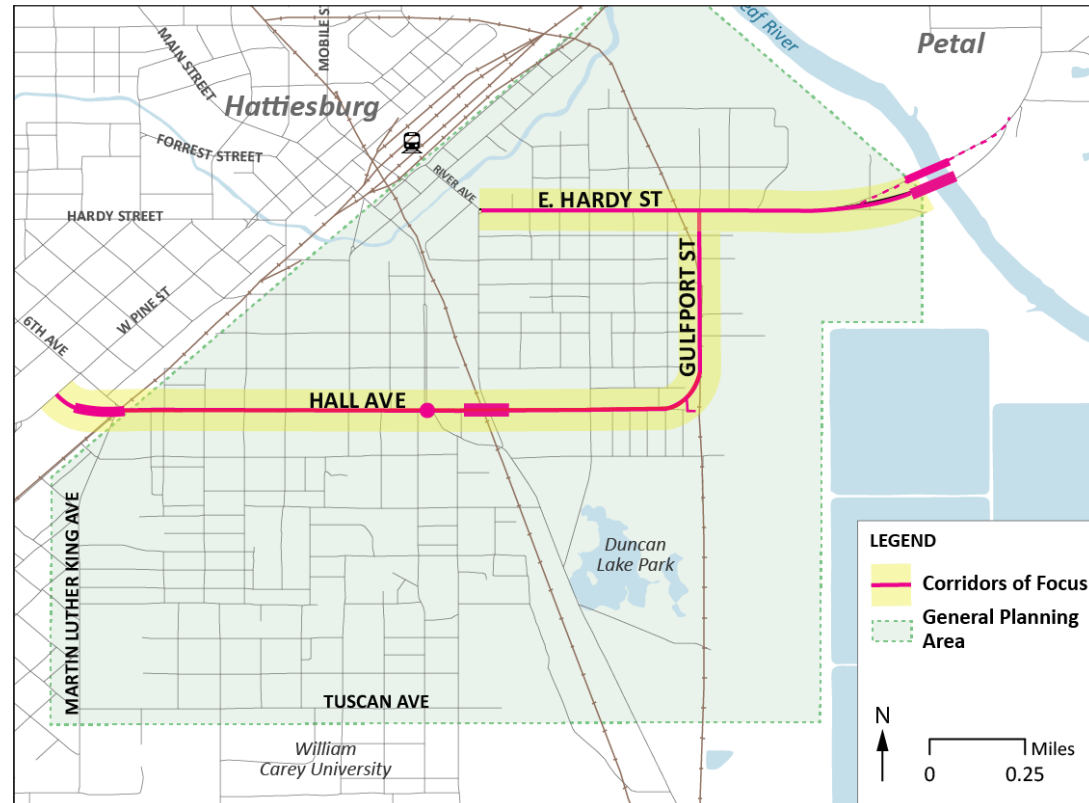 MAIN STREET
MOBILE S
Leaf River
Petal
Hattiesburg
FORREST STREET
RIVER AVE
HARDY STREET
E. HARDY ST
GULFPORT ST
W PINE ST
6TH AVE
HALL AVE
MARTIN LUTHER KING AVE
Duncan
Lake Park
TUSCAN AVE
William
Carey University
LEGEND
Corridors of Focus
General Planning
Area
N
Miles
0
0.25